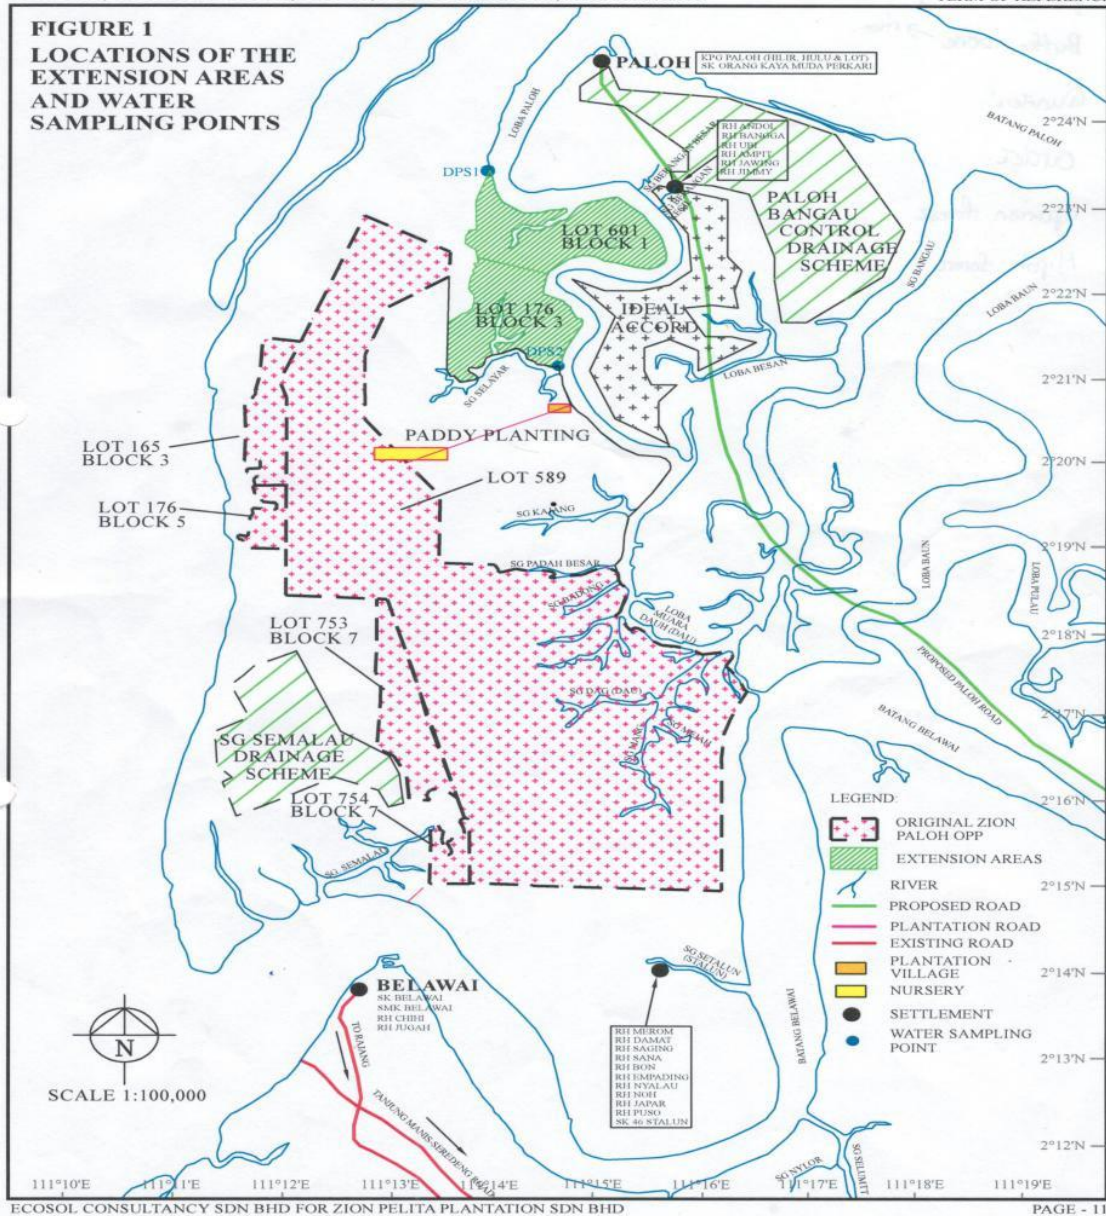 FIGURE 1
LOCATIONS OF THE
EXTENSION AREAS
AND WATER
SAMPLING POINTS
PALOH
KPG PALOH (HILIR, HULU & LOT)
SK ORANG KAYA MUDA PERKARI
LOBA PALOH
BATANG PALOH
2°24'N
RH ANDOL
RH BANGGA
RH UBI
RH AMPIT
RH JAWING
RH JIMMY
DPS1
PALOH
BANGAU
CONTROL
DRAINAGE
SCHEME
2°23'N
LOT 601
BLOCK 1
SG BANGAU
LOBA BAUN
2°22'N
LOT 176
BLOCK 3
IDEAL
ACCORD
DPS2
LOBA BESAN
2°21'N
SG SELAYAR
PADDY PLANTING
LOT 165
BLOCK 3
2°20'N
LOT 589
LOT 176
BLOCK 5
SG KAJANG
2°19'N
SG PADAH BESAR
LOBA BAUN
LOBA PULAU
SG BADONG
LOBA
MUARA
DAUH (DAU)
2°18'N
LOT 753
BLOCK 7
PROPOSED PALOH ROAD
SG DAG (DAU)
2°17'N
BATANG BELAWAI
SG SEMALAU
DRAINAGE
SCHEME
LOT 754
BLOCK 7
2°16'N
SG SEMALAU
2°15'N
LEGEND:
ORIGINAL ZION
PALOH OPP
EXTENSION AREAS
RIVER
PROPOSED ROAD
PLANTATION ROAD
EXISTING ROAD
PLANTATION
VILLAGE
NURSERY
SETTLEMENT
WATER SAMPLING
POINT
2°14'N
SG SETALUN
(STALUN)
BELAWAI
SK BELAWAI
SMK BELAWAI
RH CHIHI
RH JUGAH
TO RAJANG
N
SCALE 1:100,000
RH MEROM
RH DAMAT
RH SAGING
RH SANA
RH BON
RH EMPADING
RH NYALAU
RH NOH
RH JAPAR
RH PUSO
SK 46 STALUN
BATANG BELAWAI
2°13'N
TANJUNG MANIS-SEREDENG ROAD
2°12'N
SG NYLOR
SG SELUMIT
111°10'E 111°11'E 111°12'E 111°13'E 111°14'E 111°15'E 111°16'E 111°17'E 111°18'E 111°19'E
ECOSOL CONSULTANCY SDN BHD FOR ZION PELITA PLANTATION SDN BHD
PAGE - 11